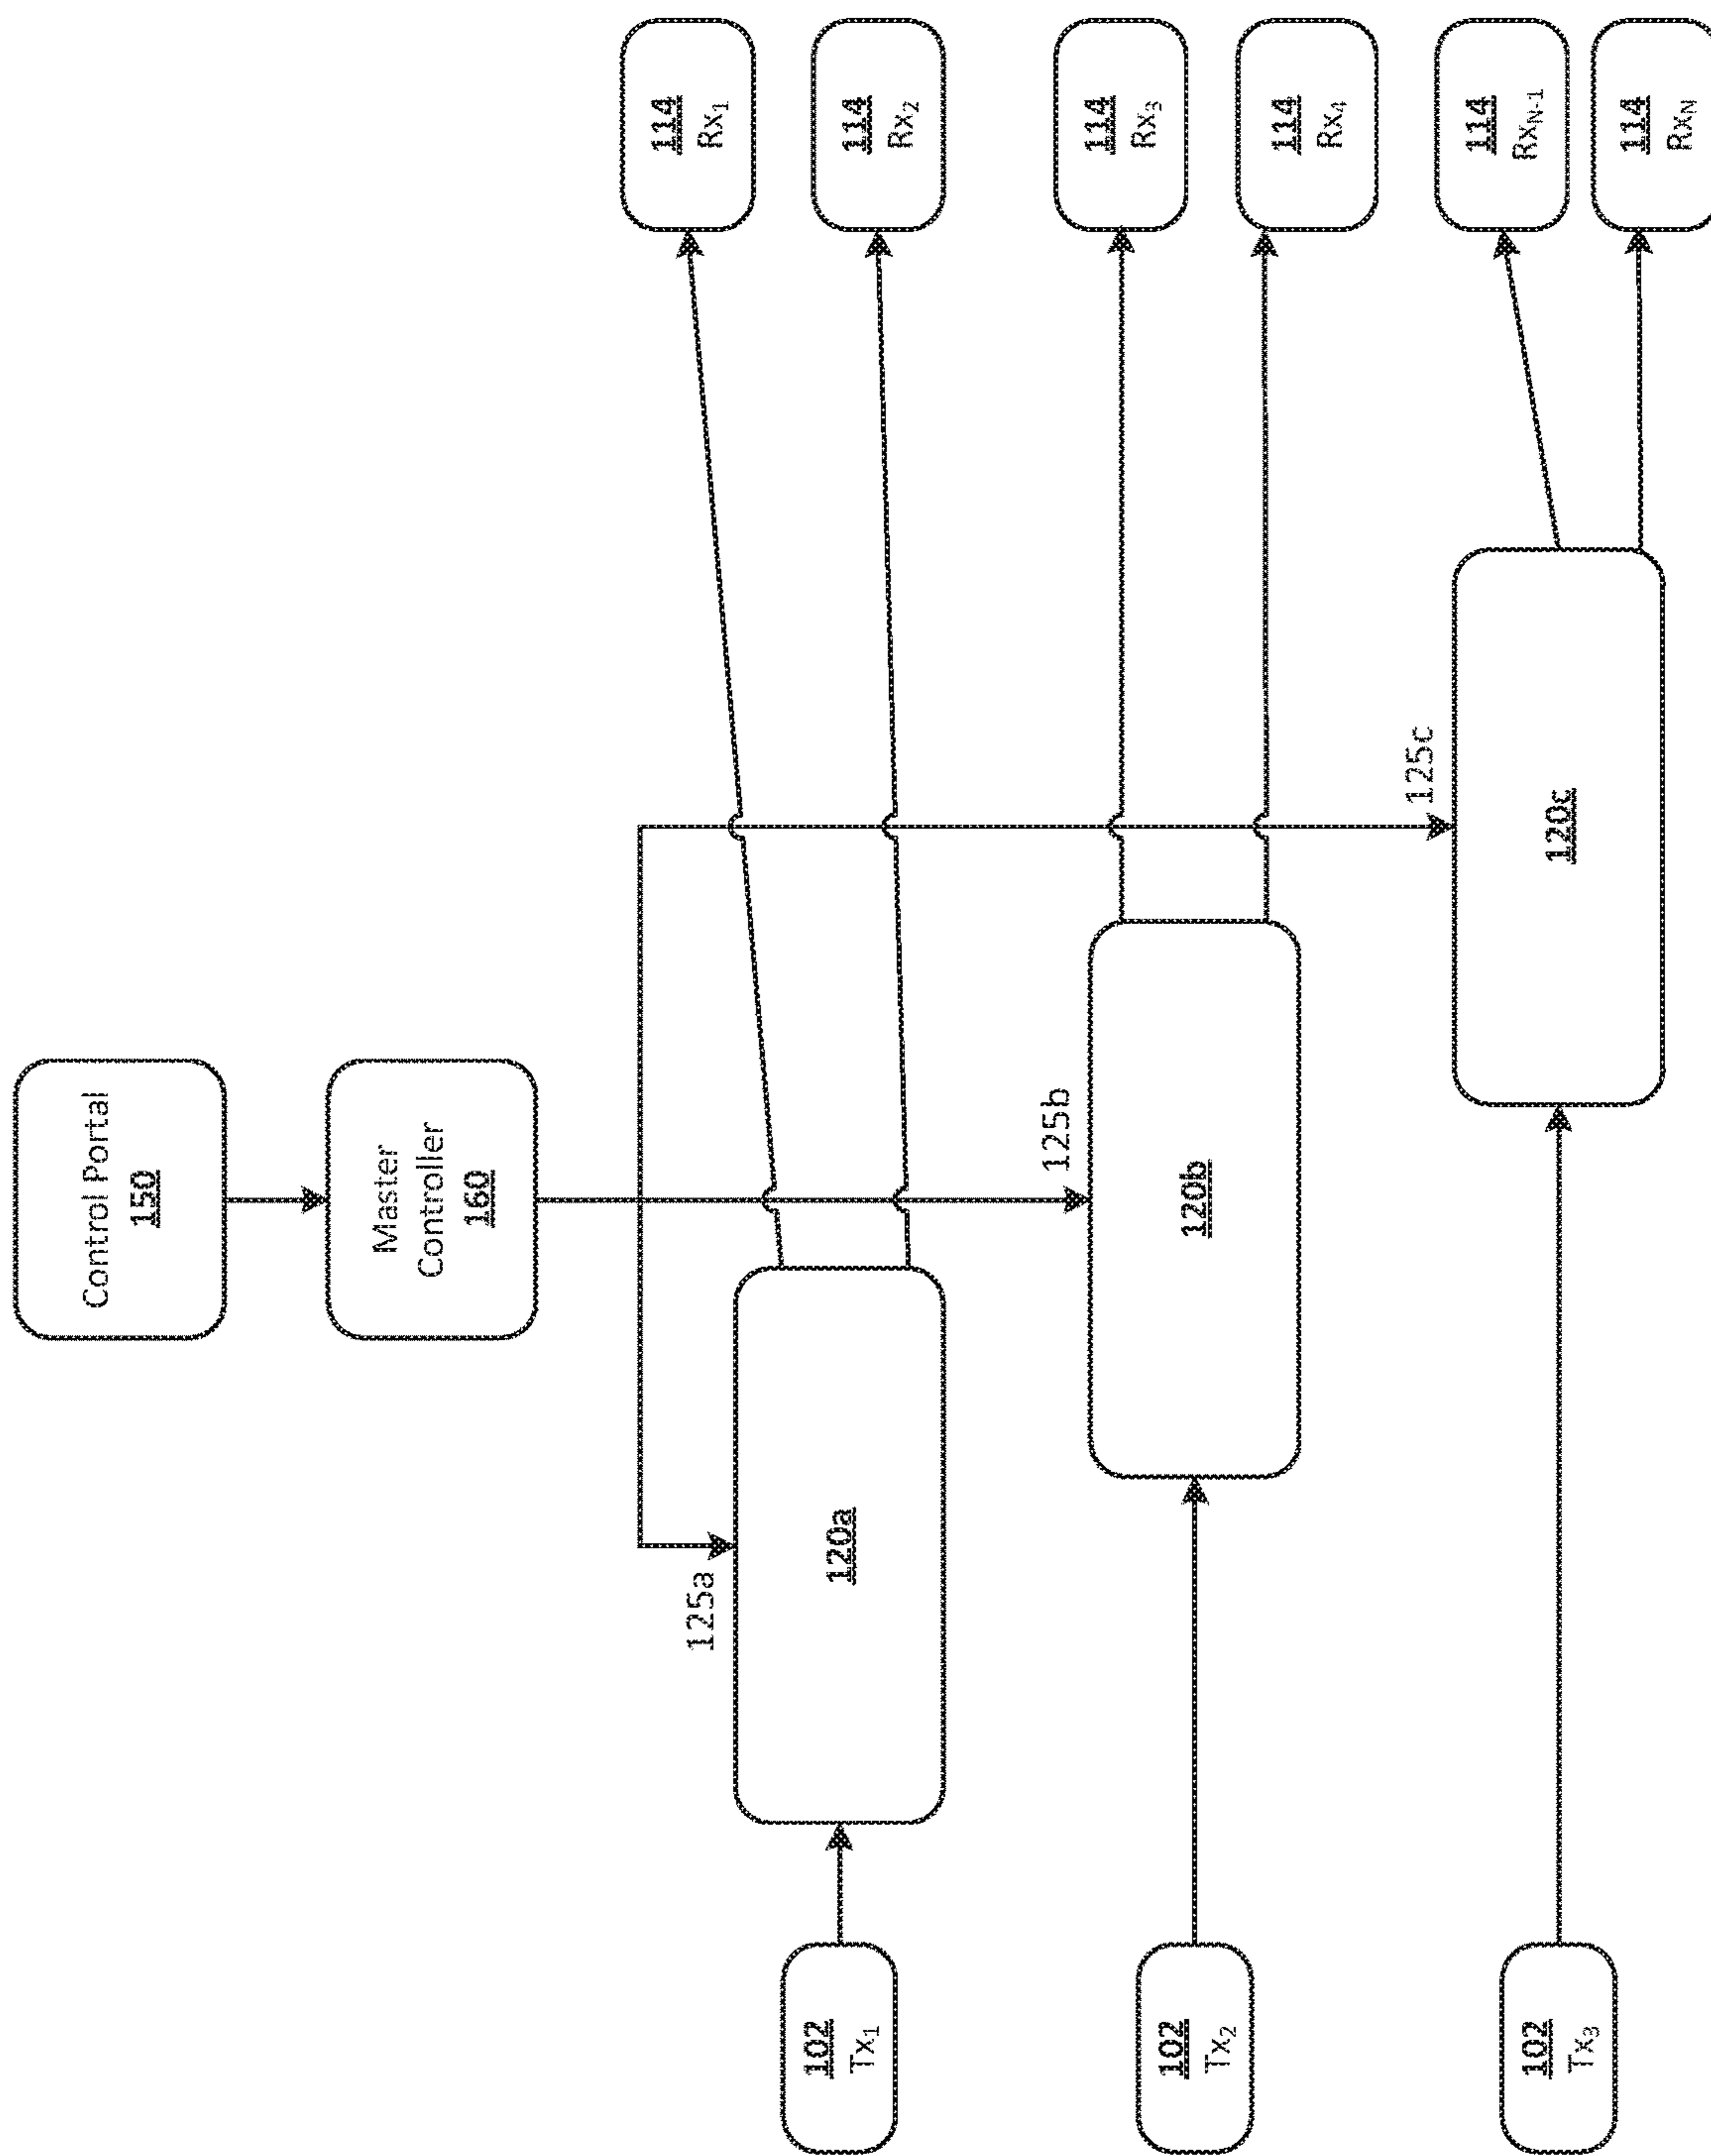 Control Portal
150
Master
Controller
160
125a
125b
125c
102
Tx1
120a
114
Rx1
114
Rx2
102
Tx2
120b
114
Rx3
114
Rx4
102
Tx3
120c
114
RxN-1
114
RxN